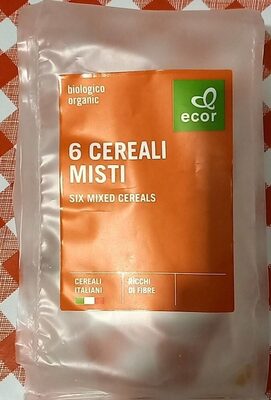 biologico
organic
ecor
6 CEREALI
MISTI
SIX MIXED CEREALS
CEREALI
ITALIANI
RICCHI
DI FIBRE